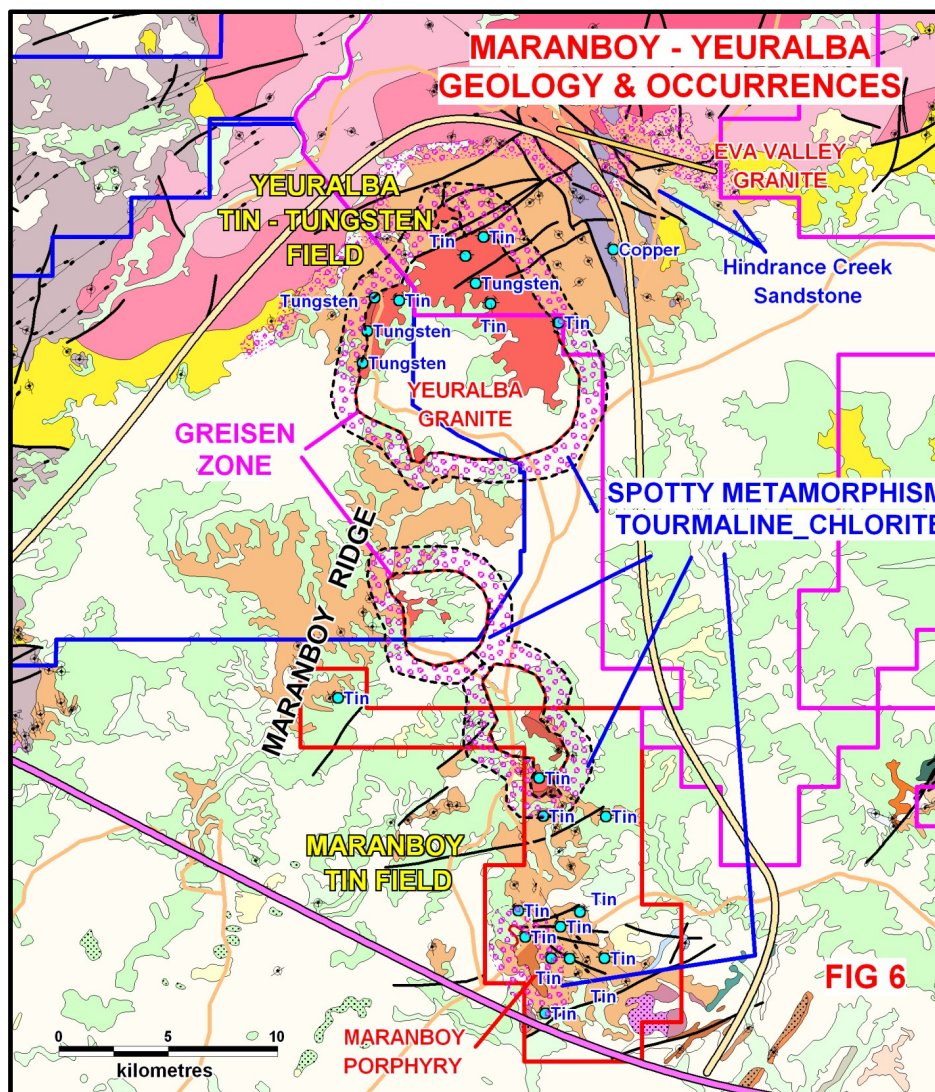 MARANBOY - YEURALBA
GEOLOGY & OCCURRENCES
EVA VALLEY
GRANITE
YEURALBA
TIN - TUNGSTEN
FIELD
Tin
Tin
Copper
Hindrance Creek
Sandstone
Tungsten
Tungsten
Tin
Tin
Tin
Tungsten
Tungsten
YEURALBA
GRANITE
GREISEN
ZONE
SPOTTY METAMORPHISM
TOURMALINE_CHLORITE
MARANBOY RIDGE
Tin
Tin
Tin
Tin
MARANBOY
TIN FIELD
Tin
Tin
Tin
Tin
Tin
Tin
Tin
FIG 6
MARANBOY
PORPHYRY
0 5 10
kilometres